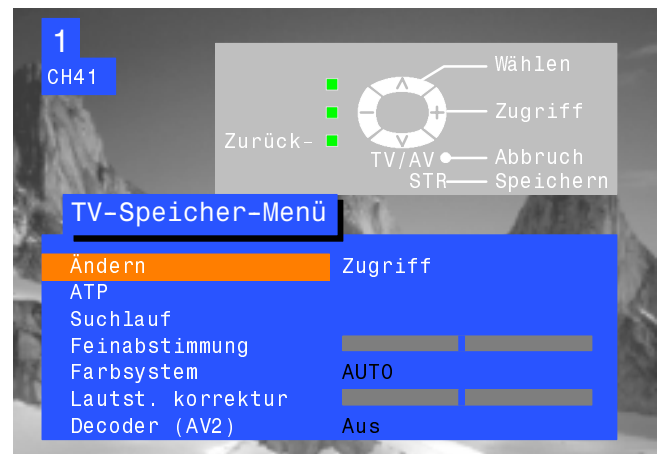 1
CH41
Wählen
Zugriff
Zurück–
TV/AV
Abbruch
STR
Speichern
TV–Speicher–Menü
Ändern Zugriff
ATP
Suchlauf
Feinabstimmung
Farbsystem AUTO
Lautst. korrektur
Decoder (AV2) Aus